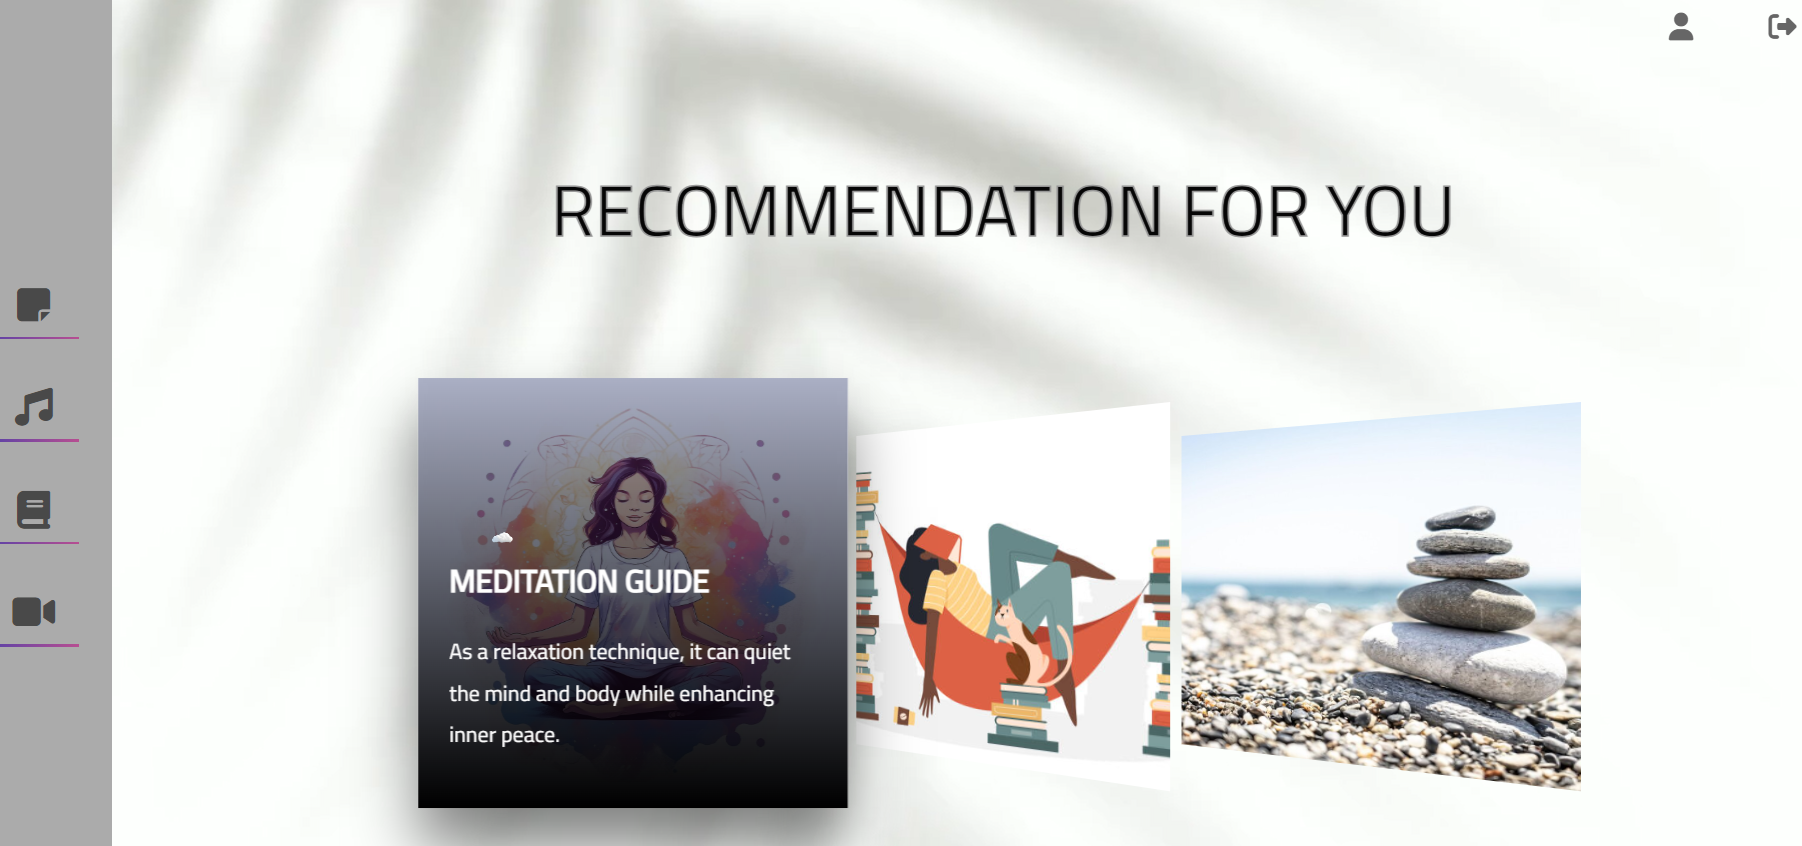 RECOMMENDATION FOR YOU
MEDITATION GUIDE
As a relaxation technique, it can quiet
the mind and body while enhancing
inner peace.